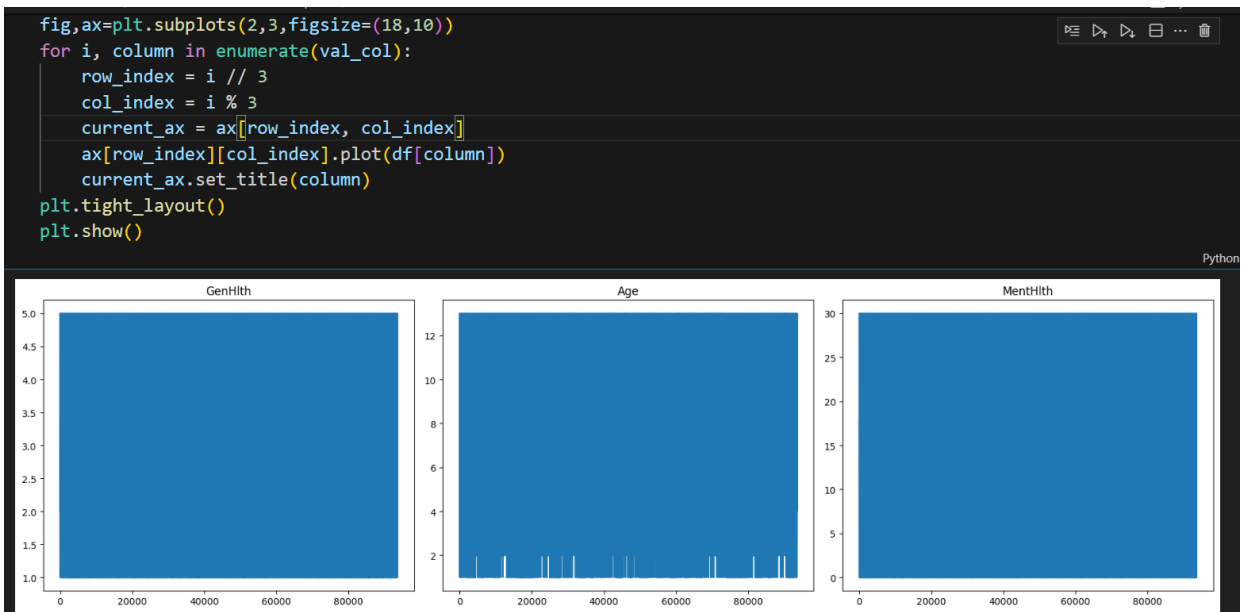 fig,ax=plt.subplots(2,3,figsize=(18,10))
for i, column in enumerate(val_col):
    row_index = i // 3
    col_index = i % 3
    current_ax = ax[row_index, col_index]
    ax[row_index][col_index].plot(df[column])
    current_ax.set_title(column)
plt.tight_layout()
plt.show()
Python
GenHlth
5.0
4.5
4.0
3.5
3.0
2.5
2.0
1.5
1.0
0 20000 40000 60000 80000
Age
12
10
8
6
4
2
0 20000 40000 60000 80000
MentHlth
30
25
20
15
10
5
0
0 20000 40000 60000 80000